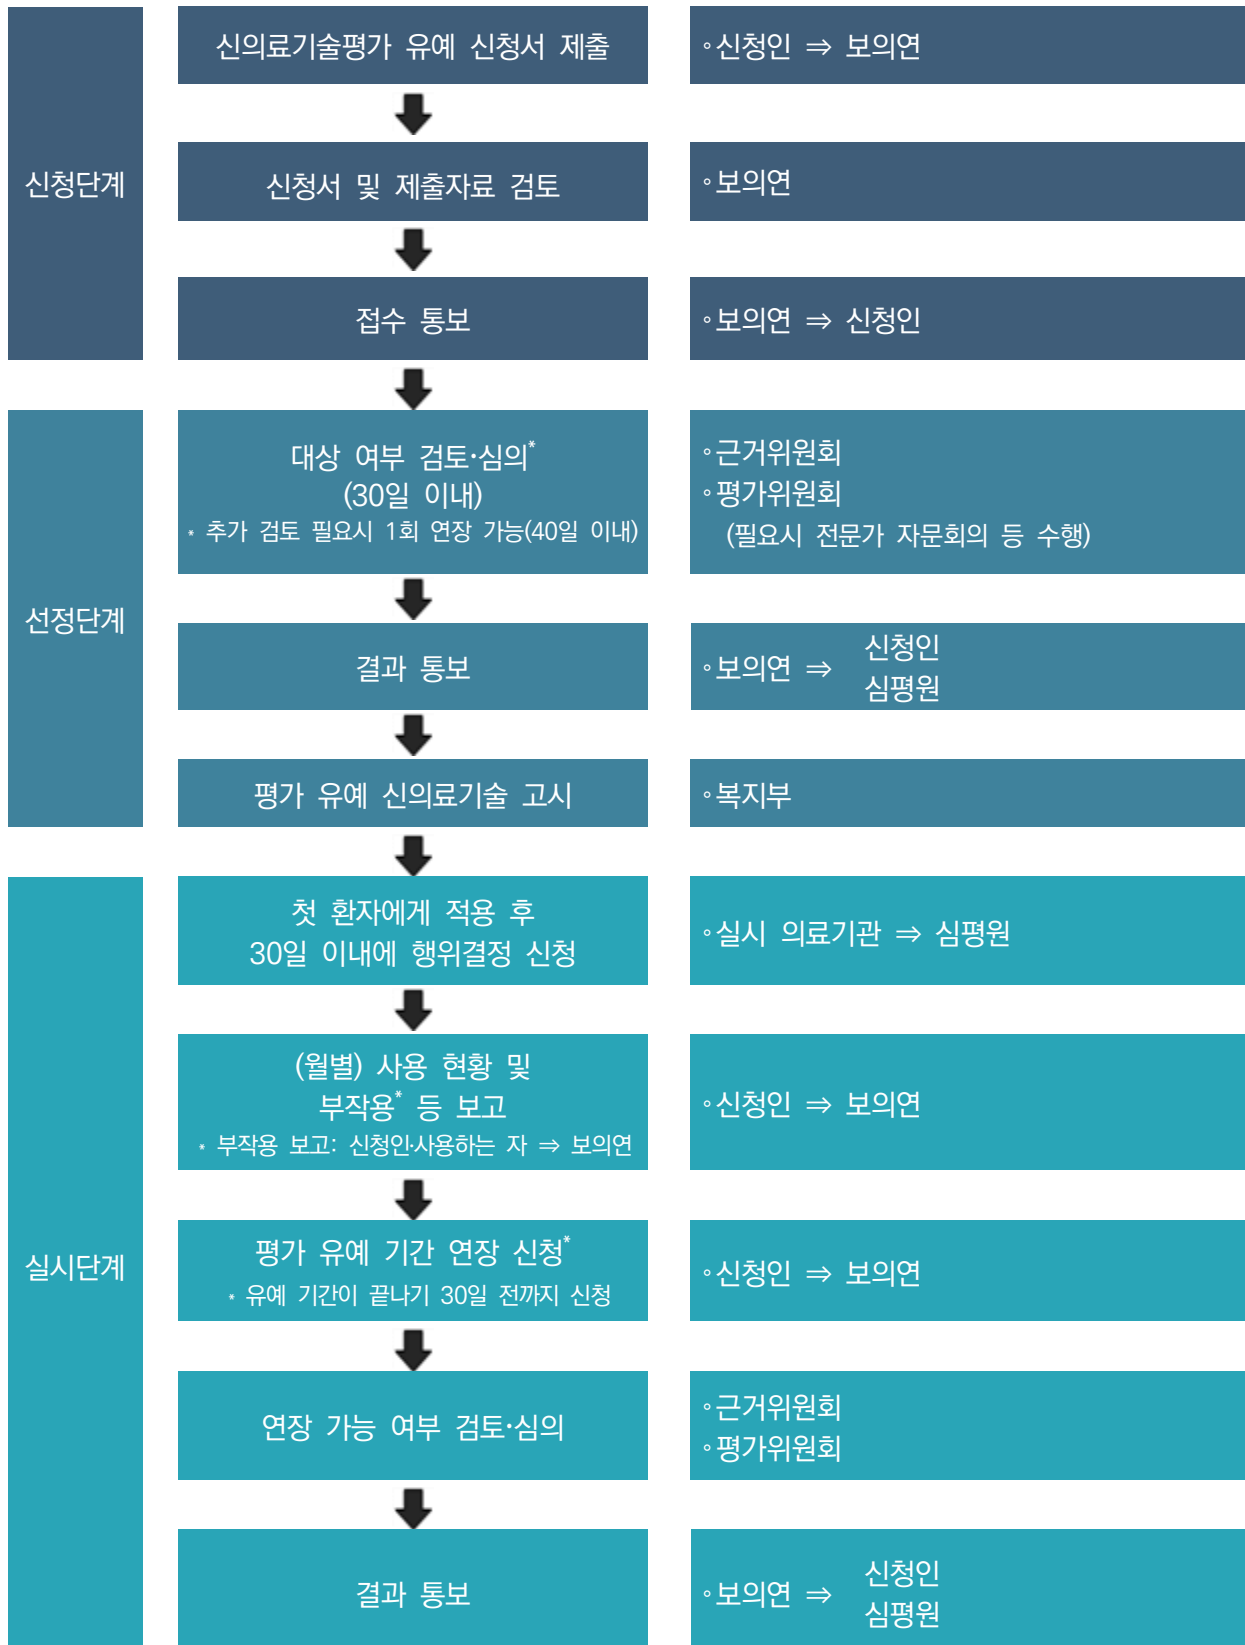 신청단계
신의료기술평가 유예 신청서 제출
◦신청인 ⇒ 보의연
신청서 및 제출자료 검토
◦보의연
접수 통보
◦보의연 ⇒ 신청인
선정단계
대상 여부 검토·심의*
(30일 이내)
* 추가 검토 필요시 1회 연장 가능(40일 이내)
◦근거위원회
◦평가위원회
(필요시 전문가 자문회의 등 수행)
결과 통보
◦보의연 ⇒ 신청인
심평원
평가 유예 신의료기술 고시
◦복지부
실시단계
첫 환자에게 적용 후
30일 이내에 행위결정 신청
◦실시 의료기관 ⇒ 심평원
(월별) 사용 현황 및
부작용* 등 보고
* 부작용 보고: 신청인·사용하는 자 ⇒ 보의연
◦신청인 ⇒ 보의연
평가 유예 기간 연장 신청*
* 유예 기간이 끝나기 30일 전까지 신청
◦신청인 ⇒ 보의연
연장 가능 여부 검토·심의
◦근거위원회
◦평가위원회
결과 통보
◦보의연 ⇒ 신청인
심평원